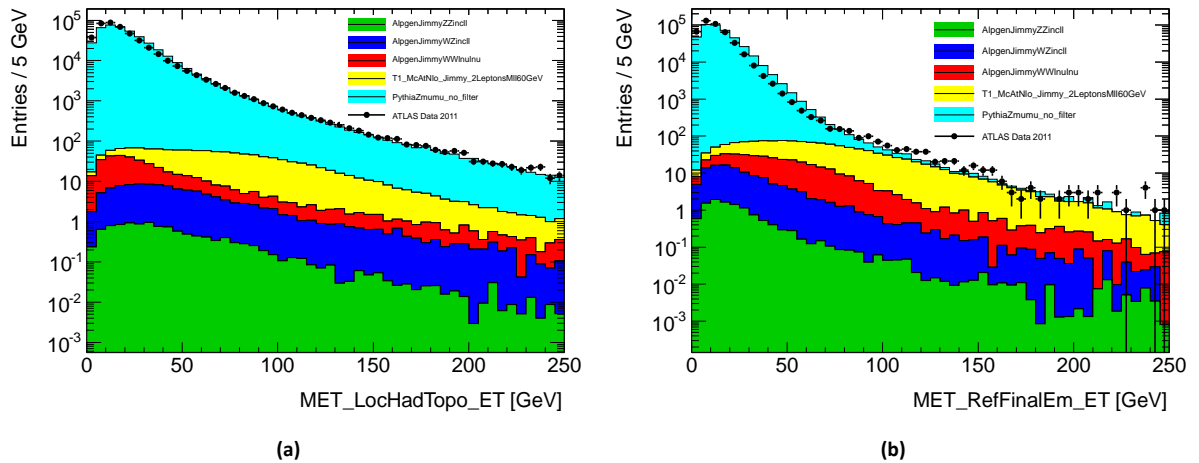 Entries / 5 GeV
10⁵
10⁴
10³
10²
10
1
10⁻¹
10⁻²
10⁻³
AlpgenJimmyZZincll
AlpgenJimmyWZincll
AlpgenJimmyWWlnulnu
T1_McAtNlo_Jimmy_2LeptonsMll60GeV
PythiaZmumu_no_filter
ATLAS Data 2011
0 50 100 150 200 250
MET_LocHadTopo_ET [GeV]
(a)
Entries / 5 GeV
10⁵
10⁴
10³
10²
10
1
10⁻¹
10⁻²
10⁻³
AlpgenJimmyZZincll
AlpgenJimmyWZincll
AlpgenJimmyWWlnulnu
T1_McAtNlo_Jimmy_2LeptonsMll60GeV
PythiaZmumu_no_filter
ATLAS Data 2011
0 50 100 150 200 250
MET_RefFinalEm_ET [GeV]
(b)